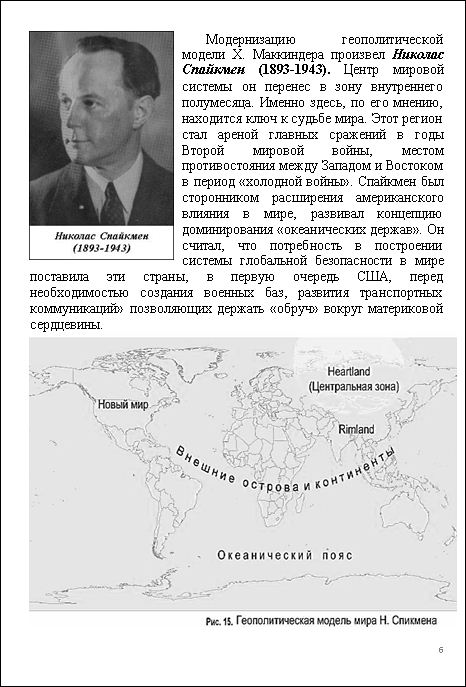 Модернизацию геополитической
модели Х. Маккиндера произвел Николас
Спайкмен (1893-1943). Центр мировой
системы он перенес в зону внутреннего
полумесяца. Именно здесь, по его мнению,
находится ключ к судьбе мира. Этот регион
стал ареной главных сражений в годы
Второй мировой войны, местом
противостояния между Западом и Востоком
в период «холодной войны». Спайкмен был
сторонником расширения американского
влияния в мире, развивал концепцию
доминирования «океанических держав». Он
считал, что потребность в построении
системы глобальной безопасности в мире
поставила эти страны, в первую очередь США, перед
необходимостью создания военных баз, развития транспортных
коммуникаций» позволяющих держать «обруч» вокруг материковой
сердцевины.
Николас Спайкмен
(1893-1943)
Heartland
(Центральная зона)
Новый мир
Rimland
Внешние острова и континенты
Океанический пояс
Рис. 15. Геополитическая модель мира Н. Спикмена
6